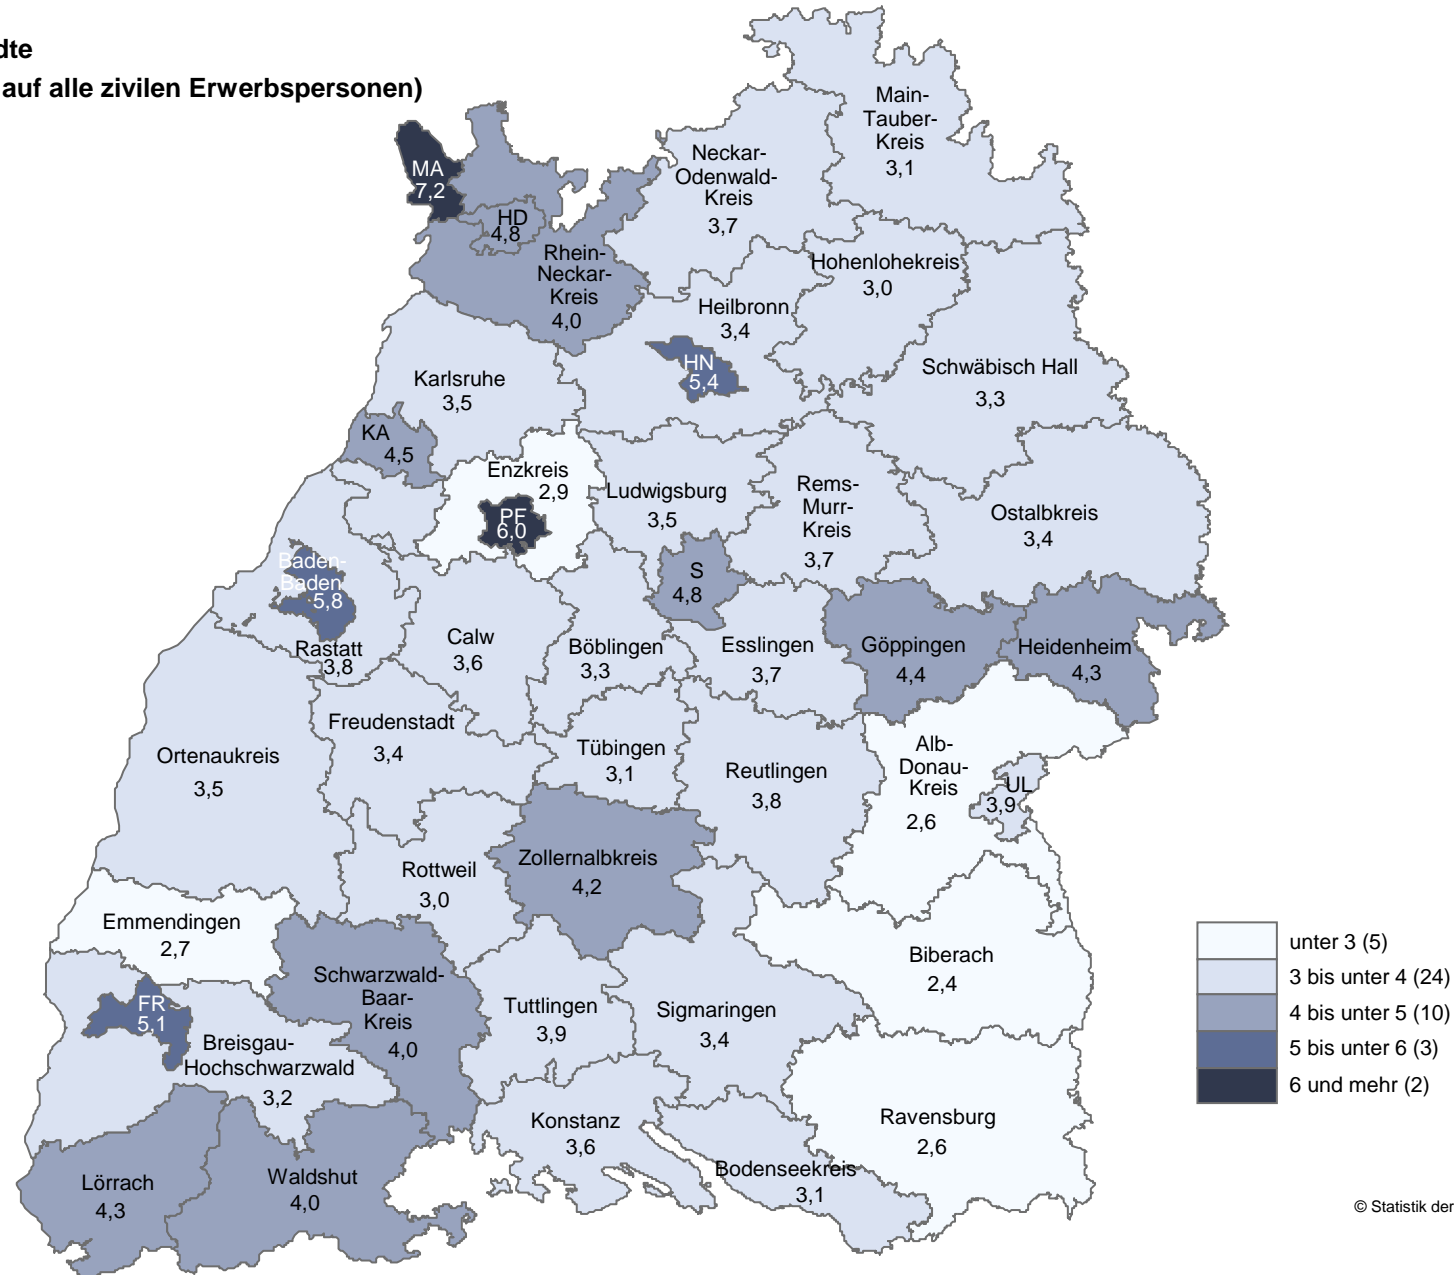 dte
auf alle zivilen Erwerbspersonen)
Main-
Tauber-
Kreis
3,1
Neckar-
Odenwald-
Kreis
3,7
MA
7,2
HD
4,8
Rhein-
Neckar-
Kreis
4,0
Hohenlohekreis
3,0
Heilbronn
3,4
HN
5,4
Schwäbisch Hall
3,3
Karlsruhe
3,5
KA
4,5
Enzkreis
2,9
PF
6,0
Ludwigsburg
3,5
Rems-
Murr-
Kreis
3,7
Ostalbkreis
3,4
Baden-
Baden
5,8
Rastatt
3,8
S
4,8
Calw
3,6
Böblingen
3,3
Esslingen
3,7
Göppingen
4,4
Heidenheim
4,3
Freudenstadt
3,4
Ortenaukreis
3,5
Tübingen
3,1
Reutlingen
3,8
Alb-
Donau-
Kreis
2,6
UL
3,9
Rottweil
3,0
Zollernalbkreis
4,2
Emmendingen
2,7
Biberach
2,4
Schwarzwald-
Baar-
Kreis
4,0
FR
5,1
Breisgau-
Hochschwarzwald
3,2
Tuttlingen
3,9
Sigmaringen
3,4
Konstanz
3,6
Ravensburg
2,6
Bodenseekreis
3,1
Lörrach
4,3
Waldshut
4,0
unter 3 (5)
3 bis unter 4 (24)
4 bis unter 5 (10)
5 bis unter 6 (3)
6 und mehr (2)
© Statistik der